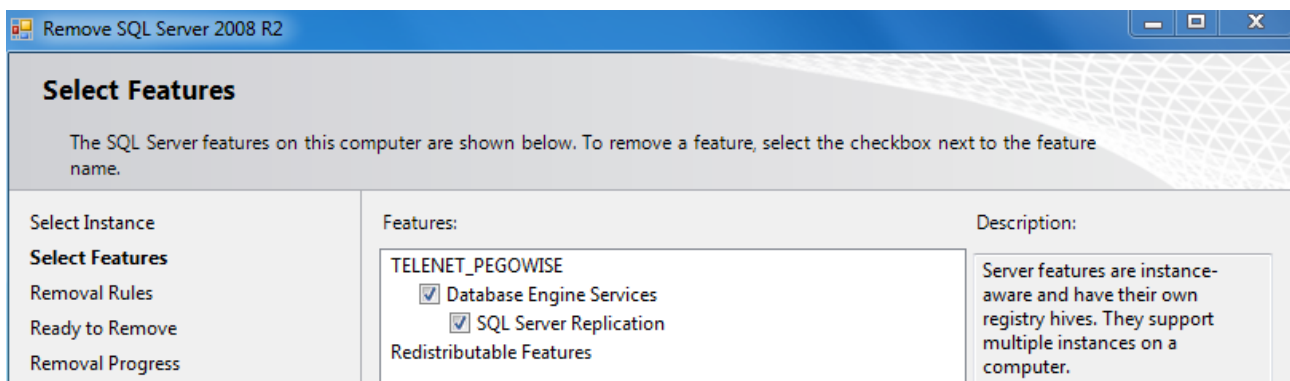 Remove SQL Server 2008 R2
Select Features
The SQL Server features on this computer are shown below. To remove a feature, select the checkbox next to the feature
name.
Select Instance
Select Features
Removal Rules
Ready to Remove
Removal Progress
Features:
TELENET_PEGOWISE
Database Engine Services
SQL Server Replication
Redistributable Features
Description:
Server features are instance-
aware and have their own
registry hives. They support
multiple instances on a
computer.